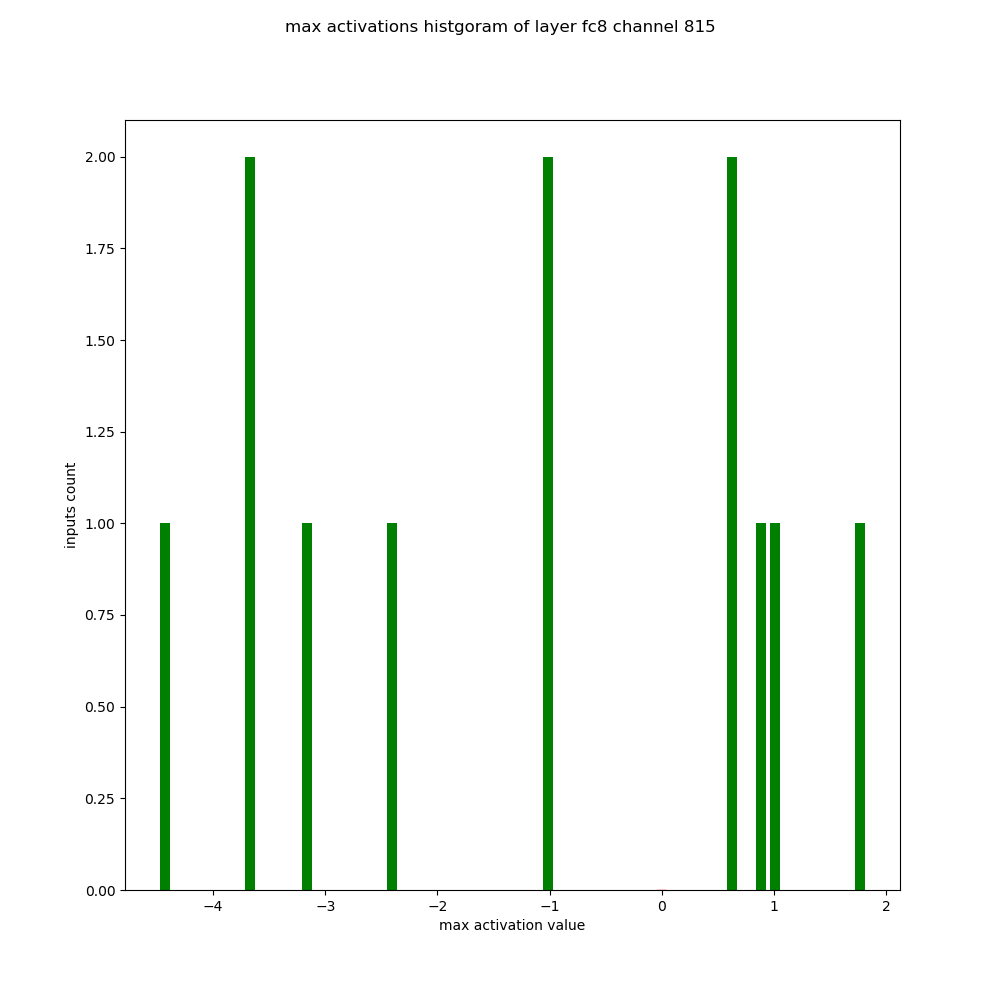 max activations histgoram of layer fc8 channel 815
2.00
1.75
1.50
1.25
1.00
0.75
0.50
0.25
0.00
inputs count
−4 −3 −2 −1 0 1 2
max activation value